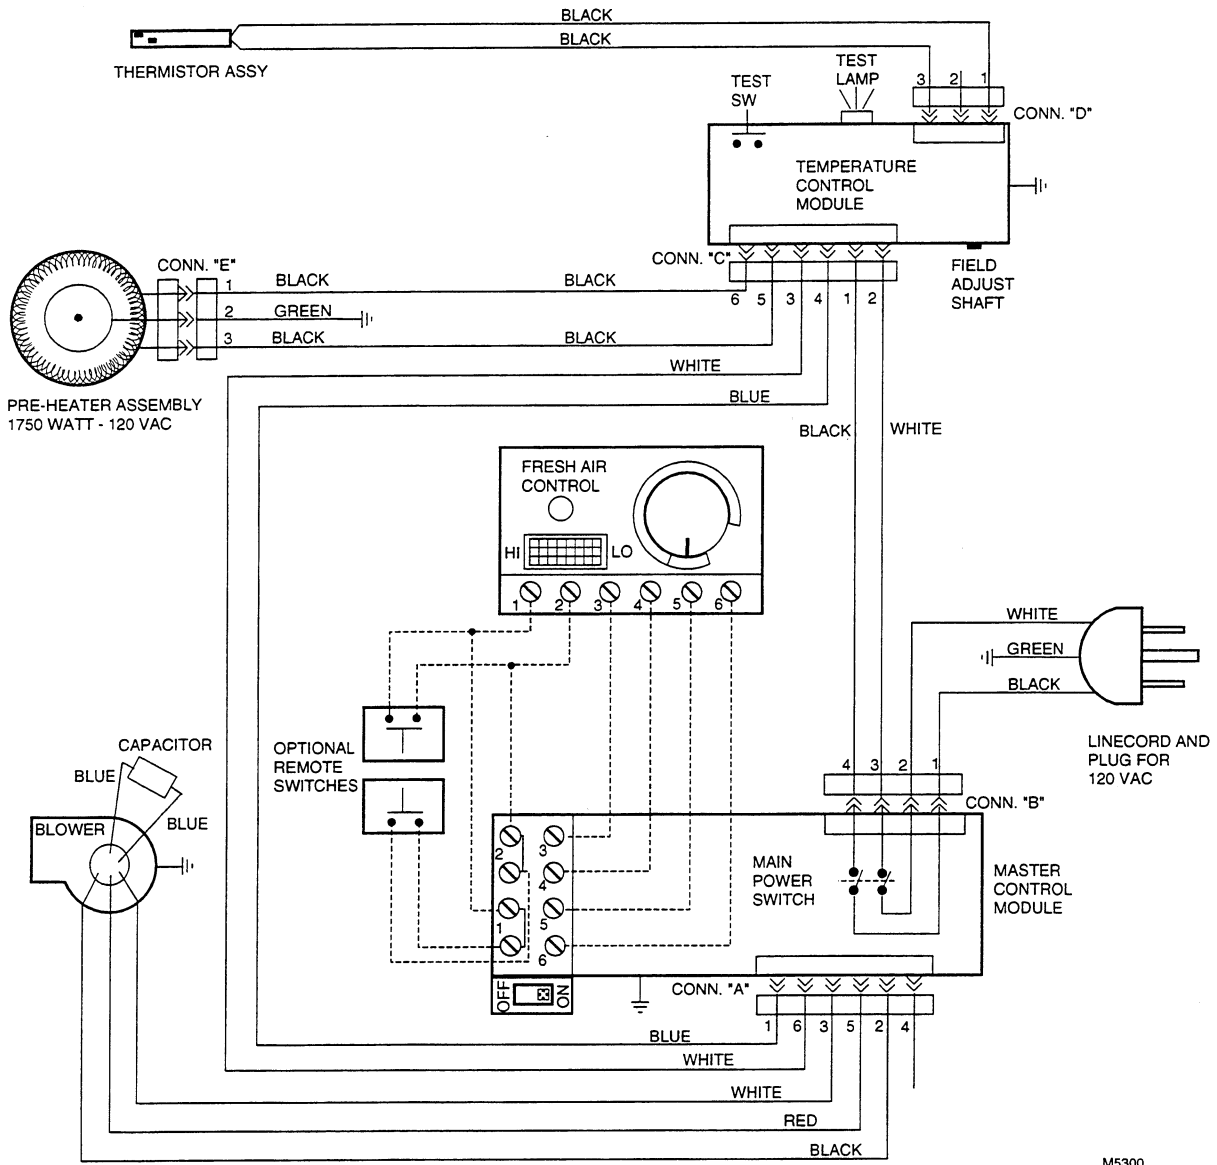 BLACK
BLACK
THERMISTOR ASSY
TEST
SW
TEST
LAMP
3 2 1
CONN. "D"
TEMPERATURE
CONTROL
MODULE
CONN. "C"
6 5 3 4 1 2
FIELD
ADJUST
SHAFT
CONN. "E"
1
BLACK
BLACK
2
GREEN
3
BLACK
BLACK
WHITE
BLUE
PRE-HEATER ASSEMBLY
1750 WATT - 120 VAC
BLACK
WHITE
FRESH AIR
CONTROL
HI
LO
1 2 3 4 5 6
WHITE
GREEN
BLACK
LINECORD AND
PLUG FOR
120 VAC
OPTIONAL
REMOTE
SWITCHES
CAPACITOR
BLUE
BLUE
BLOWER
4 3 2 1
CONN. "B"
2
3
4
1
5
6
MAIN
POWER
SWITCH
MASTER
CONTROL
MODULE
OFF
ON
CONN. "A"
1 6 3 5 2 4
BLUE
WHITE
WHITE
RED
BLACK
M5300